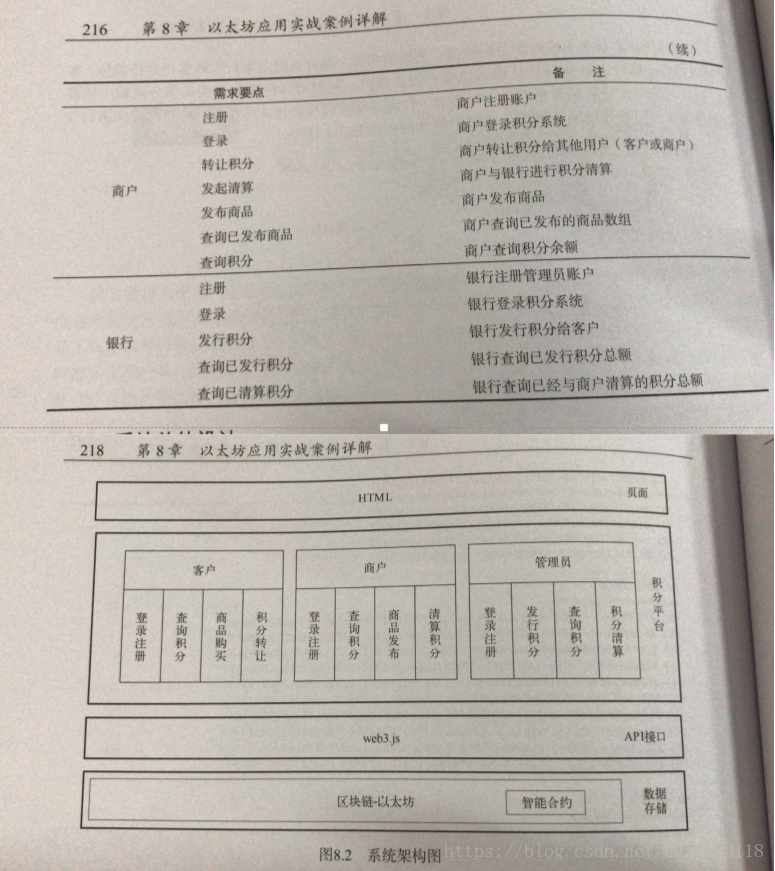 216 第8章 以太坊应用实战案例详解
(续)
需求要点 备 注
注册 商户注册账户
登录 商户登录积分系统
转让积分 商户转让积分给其他用户(客户或商户)
商户 发起清算 商户与银行进行积分清算
发布商品 商户发布商品
查询已发布商品 商户查询已发布的商品数组
查询积分 商户查询积分余额
注册 银行注册管理员账户
登录 银行登录积分系统
银行 发行积分 银行发行积分给客户
查询已发行积分 银行查询已发行积分总额
查询已清算积分 银行查询已经与商户清算的积分总额
218 第8章 以太坊应用实战案例详解
HTML 页面
客户
登录注册
查询积分
商品购买
积分转让
商户
登录注册
查询积分
商品发布
清算积分
管理员
登录注册
发行积分
查询积分
积分清算
积分平台
web3.js API接口
区块链-以太坊 智能合约 数据
存储
图8.2 系统架构图